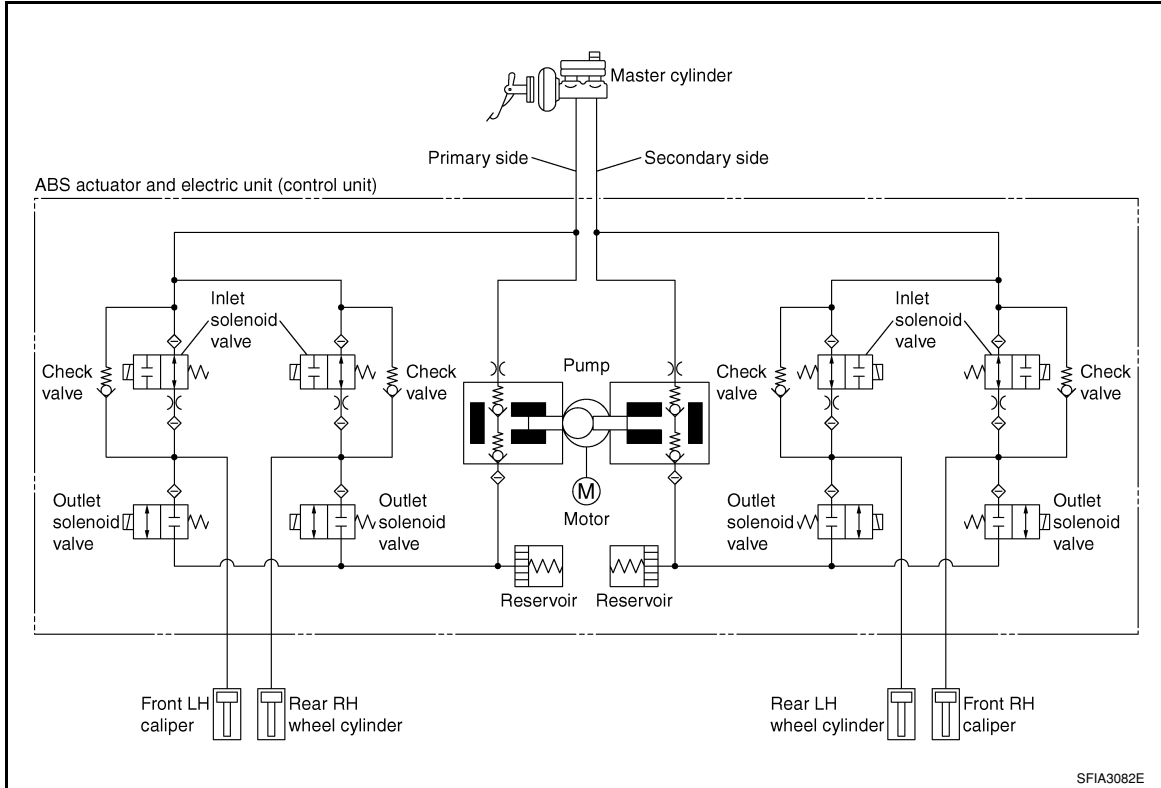 Master cylinder
Primary side
Secondary side
ABS actuator and electric unit (control unit)
Inlet
solenoid
valve
Check
valve
Check
valve
Pump
Inlet
solenoid
valve
Check
valve
Check
valve
Outlet
solenoid
valve
Outlet
solenoid
valve
M
Motor
Outlet
solenoid
valve
Outlet
solenoid
valve
Reservoir
Reservoir
Front LH
caliper
Rear RH
wheel cylinder
Rear LH
wheel cylinder
Front RH
caliper
SFIA3082E